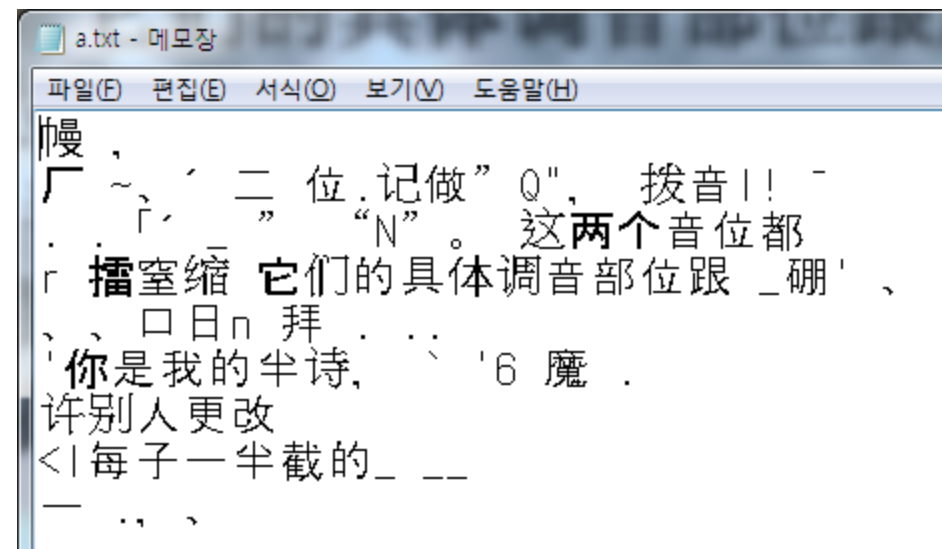 a.txt - 메모장
파일(F) 편집(E) 서식(O) 보기(V) 도움말(H)
幔 ,
厂 ~、 ˊ 二 位.记做”Q", 拨音|! ˉ
. .「ˊ _ ” “N”。 这两个音位都
r 擂窒缩 它们的具体调音部位跟 _硼' 、
、、口日n 拜 . ..
'你是我的半诗, ` '6 魔 .
许别人更改
<|每子一半截的_ __
一 ., 、